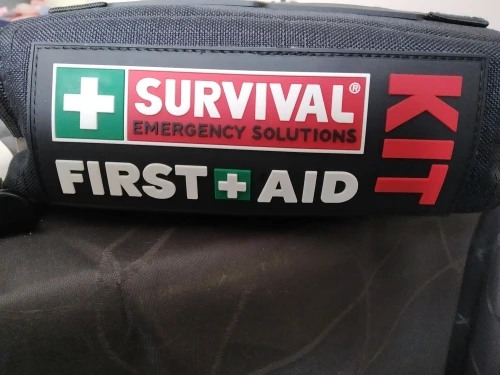 SURVIVAL®
EMERGENCY SOLUTIONS
FIRST AID
KIT